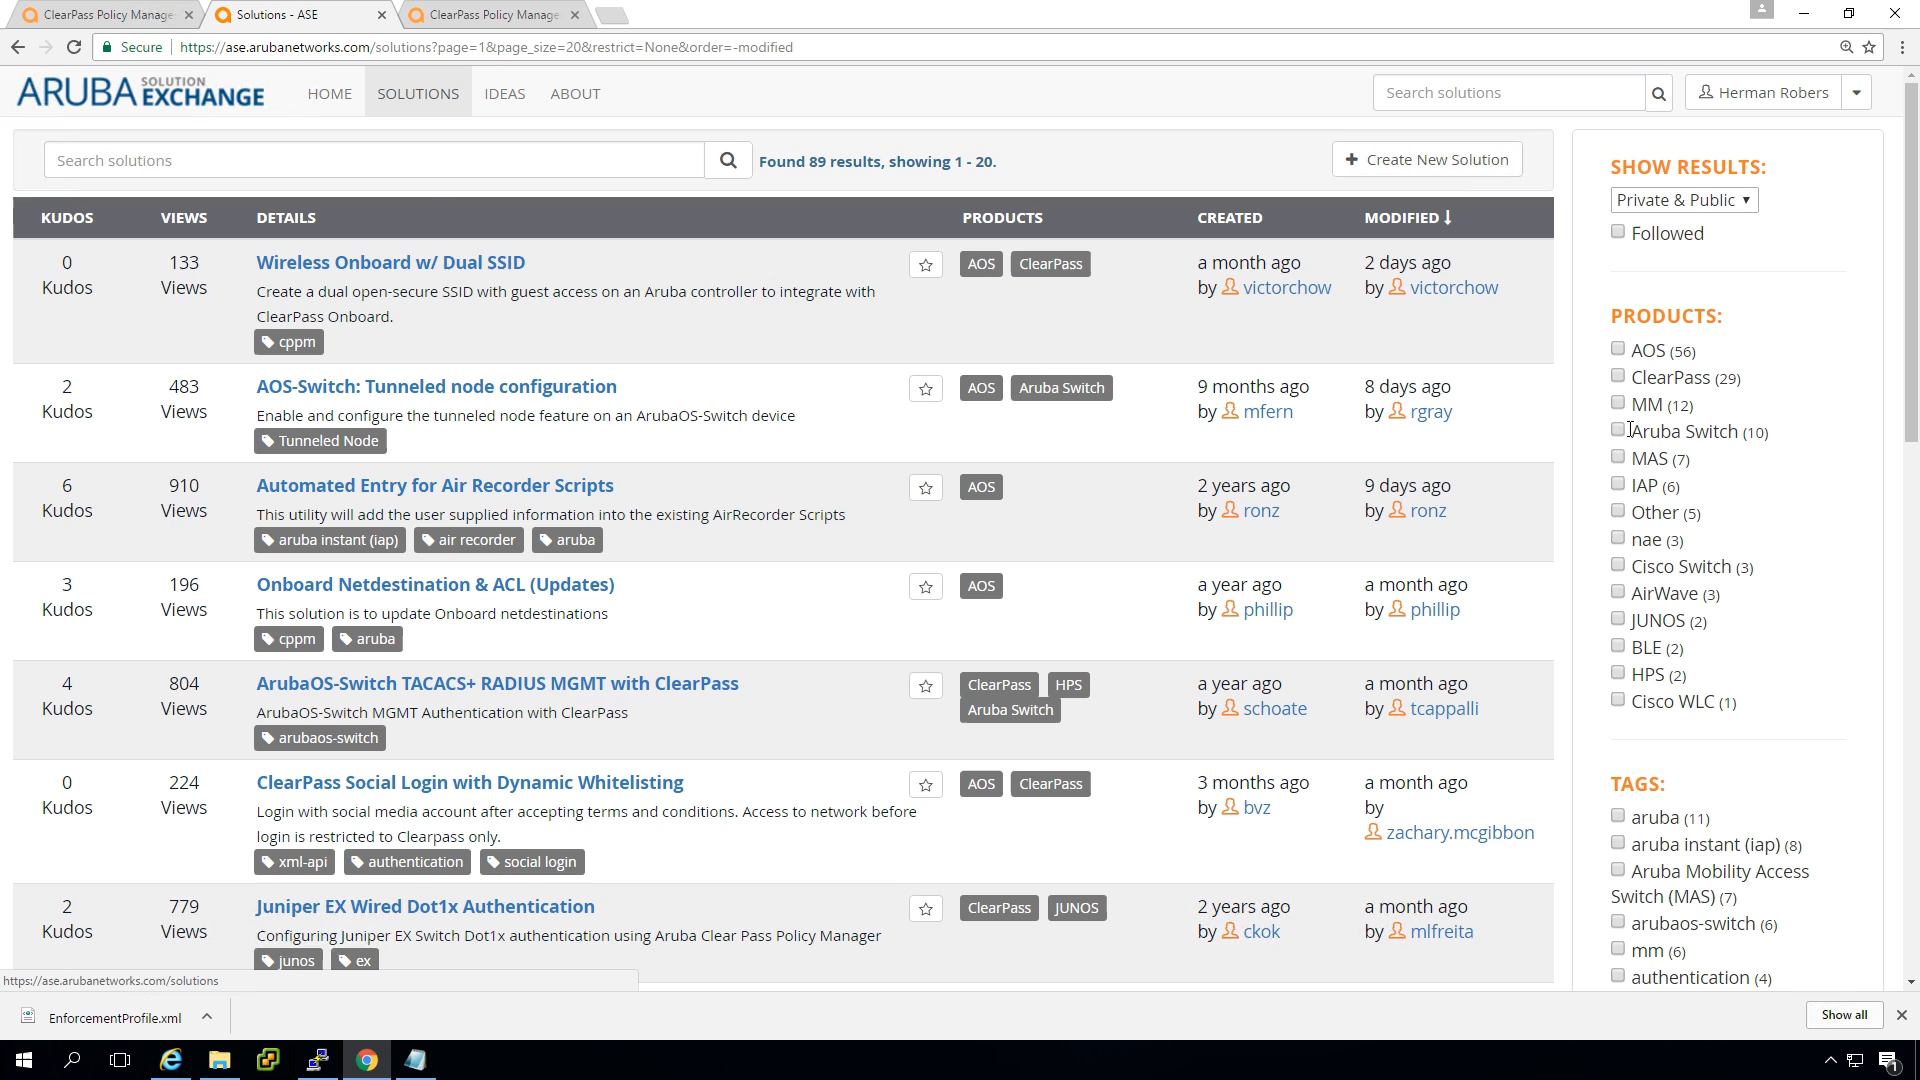 ClearPass Policy Manage
Solutions - ASE
ClearPass Policy Manage
Secure
https://ase.arubanetworks.com/solutions?page=1&page_size=20&restrict=None&order=-modified
ARUBA SOLUTION EXCHANGE
HOME
SOLUTIONS
IDEAS
ABOUT
Search solutions
Herman Robers
Search solutions
Found 89 results, showing 1 - 20.
Create New Solution
KUDOS VIEWS DETAILS PRODUCTS CREATED MODIFIED
0 Kudos
133 Views
Wireless Onboard w/ Dual SSID
Create a dual open-secure SSID with guest access on an Aruba controller to integrate with
ClearPass Onboard.
cppm
AOS ClearPass
a month ago
by victorchow
2 days ago
by victorchow
2 Kudos
483 Views
AOS-Switch: Tunneled node configuration
Enable and configure the tunneled node feature on an ArubaOS-Switch device
Tunneled Node
AOS Aruba Switch
9 months ago
by mfern
8 days ago
by rgray
6 Kudos
910 Views
Automated Entry for Air Recorder Scripts
This utility will add the user supplied information into the existing AirRecorder Scripts
aruba instant (iap) air recorder aruba
AOS
2 years ago
by ronz
9 days ago
by ronz
3 Kudos
196 Views
Onboard Netdestination & ACL (Updates)
This solution is to update Onboard netdestinations
cppm aruba
AOS
a year ago
by phillip
a month ago
by phillip
4 Kudos
804 Views
ArubaOS-Switch TACACS+ RADIUS MGMT with ClearPass
ArubaOS-Switch MGMT Authentication with ClearPass
arubaos-switch
ClearPass HPS
Aruba Switch
a year ago
by schoate
a month ago
by tcappalli
0 Kudos
224 Views
ClearPass Social Login with Dynamic Whitelisting
Login with social media account after accepting terms and conditions. Access to network before
login is restricted to Clearpass only.
xml-api authentication social login
AOS ClearPass
3 months ago
by bvz
a month ago
by
zachary.mcgibbon
2 Kudos
779 Views
Juniper EX Wired Dot1x Authentication
Configuring Juniper EX Switch Dot1x authentication using Aruba Clear Pass Policy Manager
junos ex
ClearPass JUNOS
2 years ago
by ckok
a month ago
by mlfreita
SHOW RESULTS:
Private & Public
Followed
PRODUCTS:
AOS (56)
ClearPass (29)
MM (12)
Aruba Switch (10)
MAS (7)
IAP (6)
Other (5)
nae (3)
Cisco Switch (3)
AirWave (3)
JUNOS (2)
BLE (2)
HPS (2)
Cisco WLC (1)
TAGS:
aruba (11)
aruba instant (iap) (8)
Aruba Mobility Access
Switch (MAS) (7)
arubaos-switch (6)
mm (6)
authentication (4)
https://ase.arubanetworks.com/solutions
EnforcementProfile.xml
Show all
1